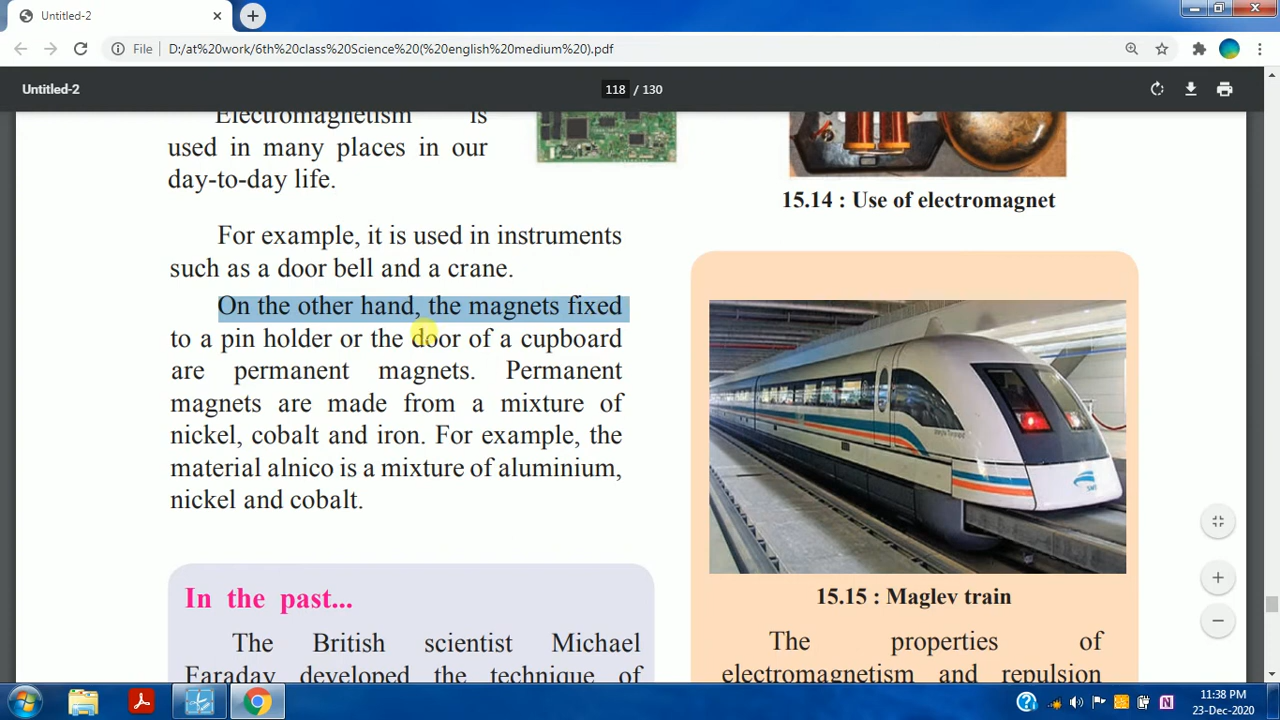 Untitled-2
File
D:/at%20work/6th%20class%20Science%20(%20english%20medium%20).pdf
Untitled-2
118 / 130
Electromagnetism is
used in many places in our
day-to-day life.
For example, it is used in instruments
such as a door bell and a crane.
On the other hand, the magnets fixed
to a pin holder or the door of a cupboard
are permanent magnets. Permanent
magnets are made from a mixture of
nickel, cobalt and iron. For example, the
material alnico is a mixture of aluminium,
nickel and cobalt.
In the past...
The British scientist Michael
Faraday developed the technique of
15.14 : Use of electromagnet
15.15 : Maglev train
The properties of
electromagnetism and repulsion
11:38 PM
23-Dec-2020